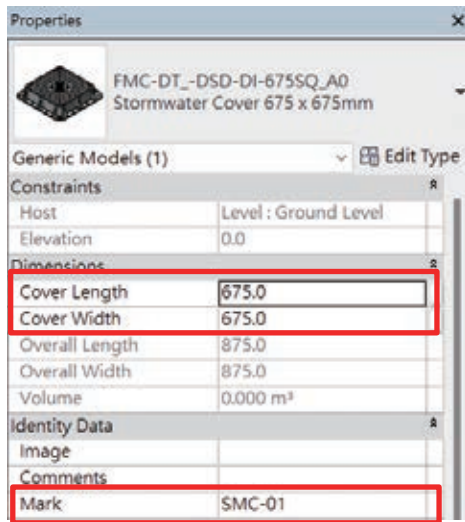 Properties
FMC-DT_-DSD-DI-675SQ_A0
Stormwater Cover 675 x 675mm
Generic Models (1) Edit Type
Constraints
Host Level : Ground Level
Elevation 0.0
Dimensions
Cover Length 675.0
Cover Width 675.0
Overall Length 875.0
Overall Width 875.0
Volume 0.000 m³
Identity Data
Image
Comments
Mark SMC-01